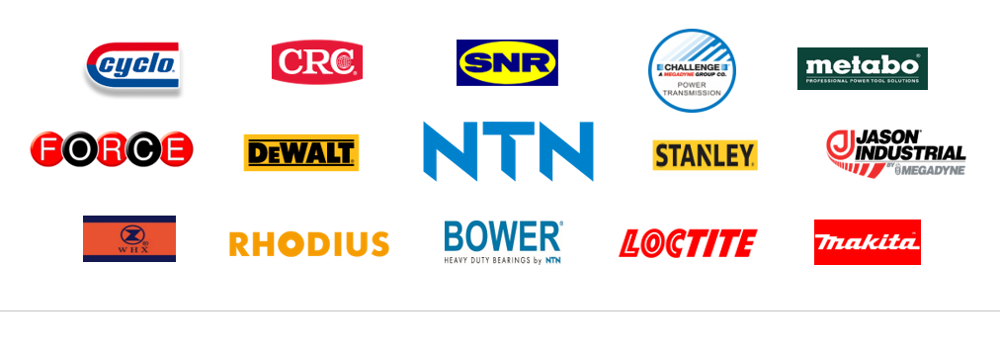 cyclo®
CRC®
SNR
CHALLENGE
A MEGADYNE GROUP CO.
POWER
TRANSMISSION
metabo®
PROFESSIONAL POWER TOOL SOLUTIONS
FORCE
DEWALT®
NTN
STANLEY®
JASON®
INDUSTRIAL
BY MEGADYNE
Z®
WHX
RHODIUS
BOWER®
HEAVY DUTY BEARINGS by NTN
LOCTITE
makita™